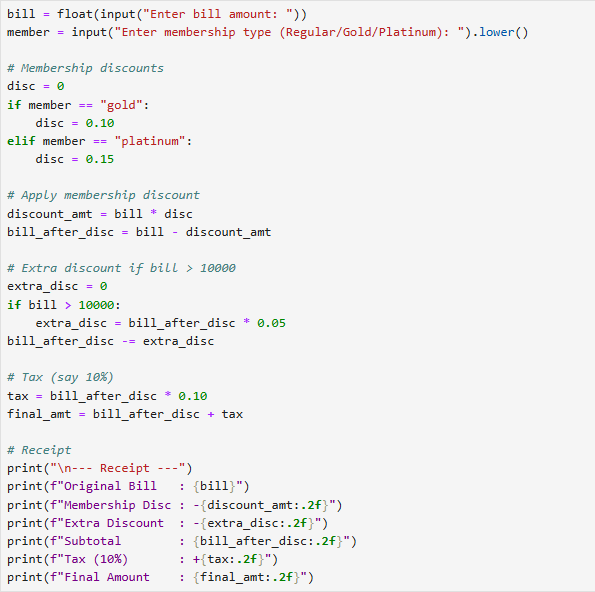 bill = float(input("Enter bill amount: "))
member = input("Enter membership type (Regular/Gold/Platinum): ").lower()

# Membership discounts
disc = 0
if member == "gold":
    disc = 0.10
elif member == "platinum":
    disc = 0.15

# Apply membership discount
discount_amt = bill * disc
bill_after_disc = bill - discount_amt

# Extra discount if bill > 10000
extra_disc = 0
if bill > 10000:
    extra_disc = bill_after_disc * 0.05
bill_after_disc -= extra_disc

# Tax (say 10%)
tax = bill_after_disc * 0.10
final_amt = bill_after_disc + tax

# Receipt
print("\n--- Receipt ---")
print(f"Original Bill   : {bill}")
print(f"Membership Disc : -{discount_amt:.2f}")
print(f"Extra Discount  : -{extra_disc:.2f}")
print(f"Subtotal        : {bill_after_disc:.2f}")
print(f"Tax (10%)       : +{tax:.2f}")
print(f"Final Amount    : {final_amt:.2f}")